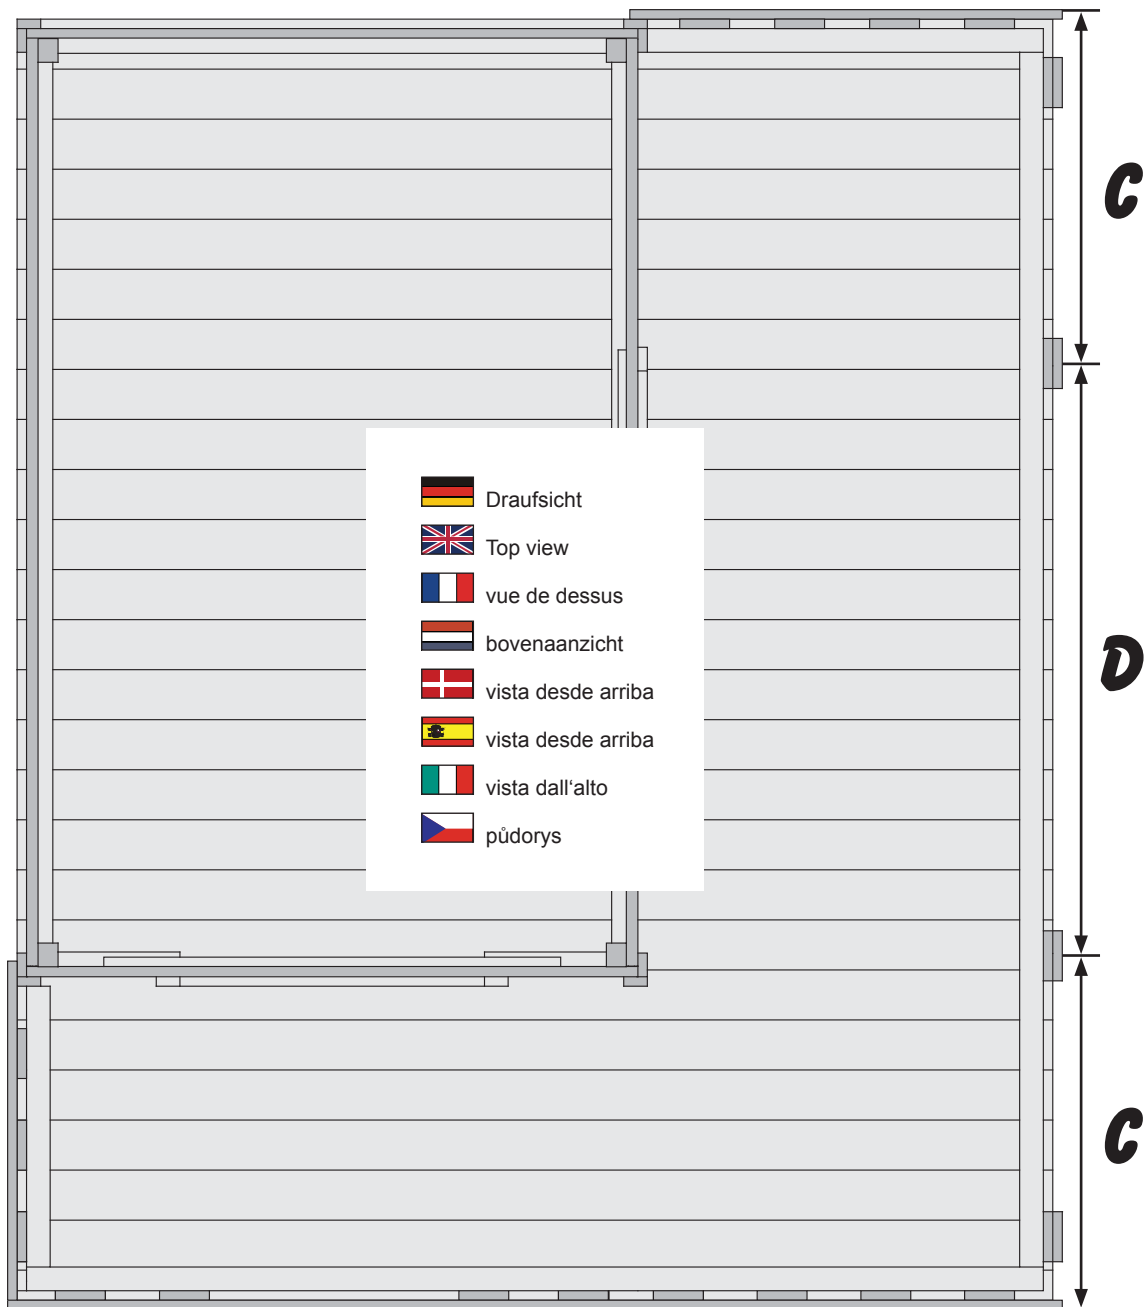 C
Draufsicht
Top view
vue de dessus
bovenaanzicht
D
vista desde arriba
vista desde arriba
vista dall‘alto
půdorys
C